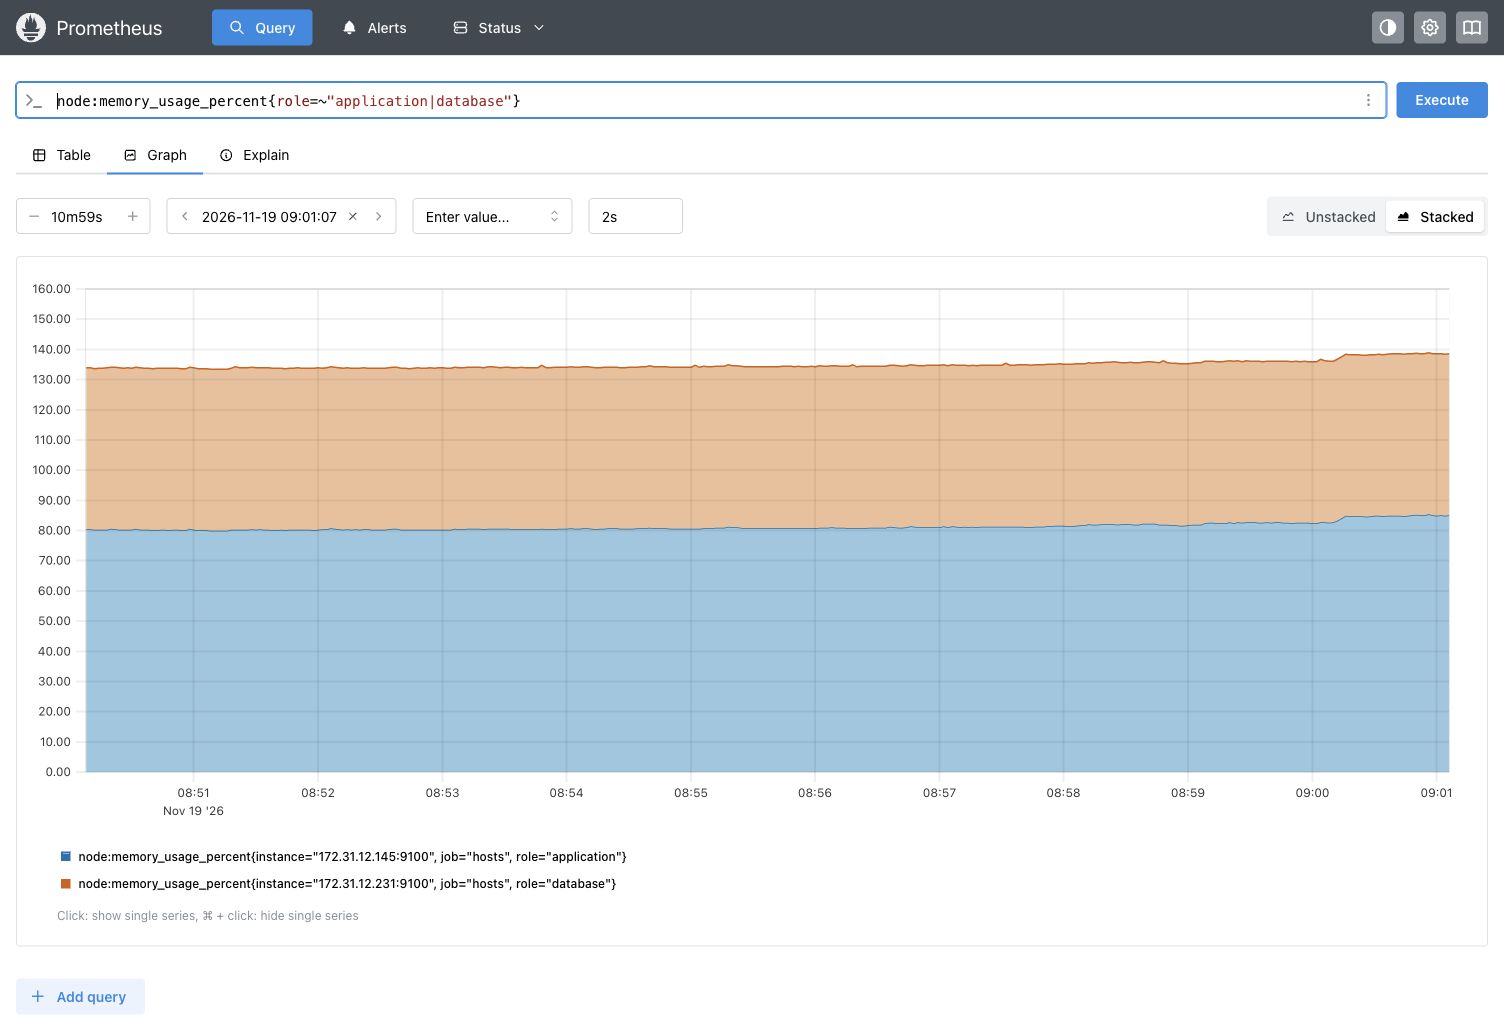 Prometheus Query Alerts Status
node:memory_usage_percent{role=~"application|database"} Execute
Table Graph Explain
10m59s 2026-11-19 09:01:07 Enter value... 2s Unstacked Stacked
160.00
150.00
140.00
130.00
120.00
110.00
100.00
90.00
80.00
70.00
60.00
50.00
40.00
30.00
20.00
10.00
0.00
08:51 08:52 08:53 08:54 08:55 08:56 08:57 08:58 08:59 09:00 09:01
Nov 19 '26
node:memory_usage_percent{instance="172.31.12.145:9100", job="hosts", role="application"}
node:memory_usage_percent{instance="172.31.12.231:9100", job="hosts", role="database"}
Click: show single series, ⌘ + click: hide single series
Add query